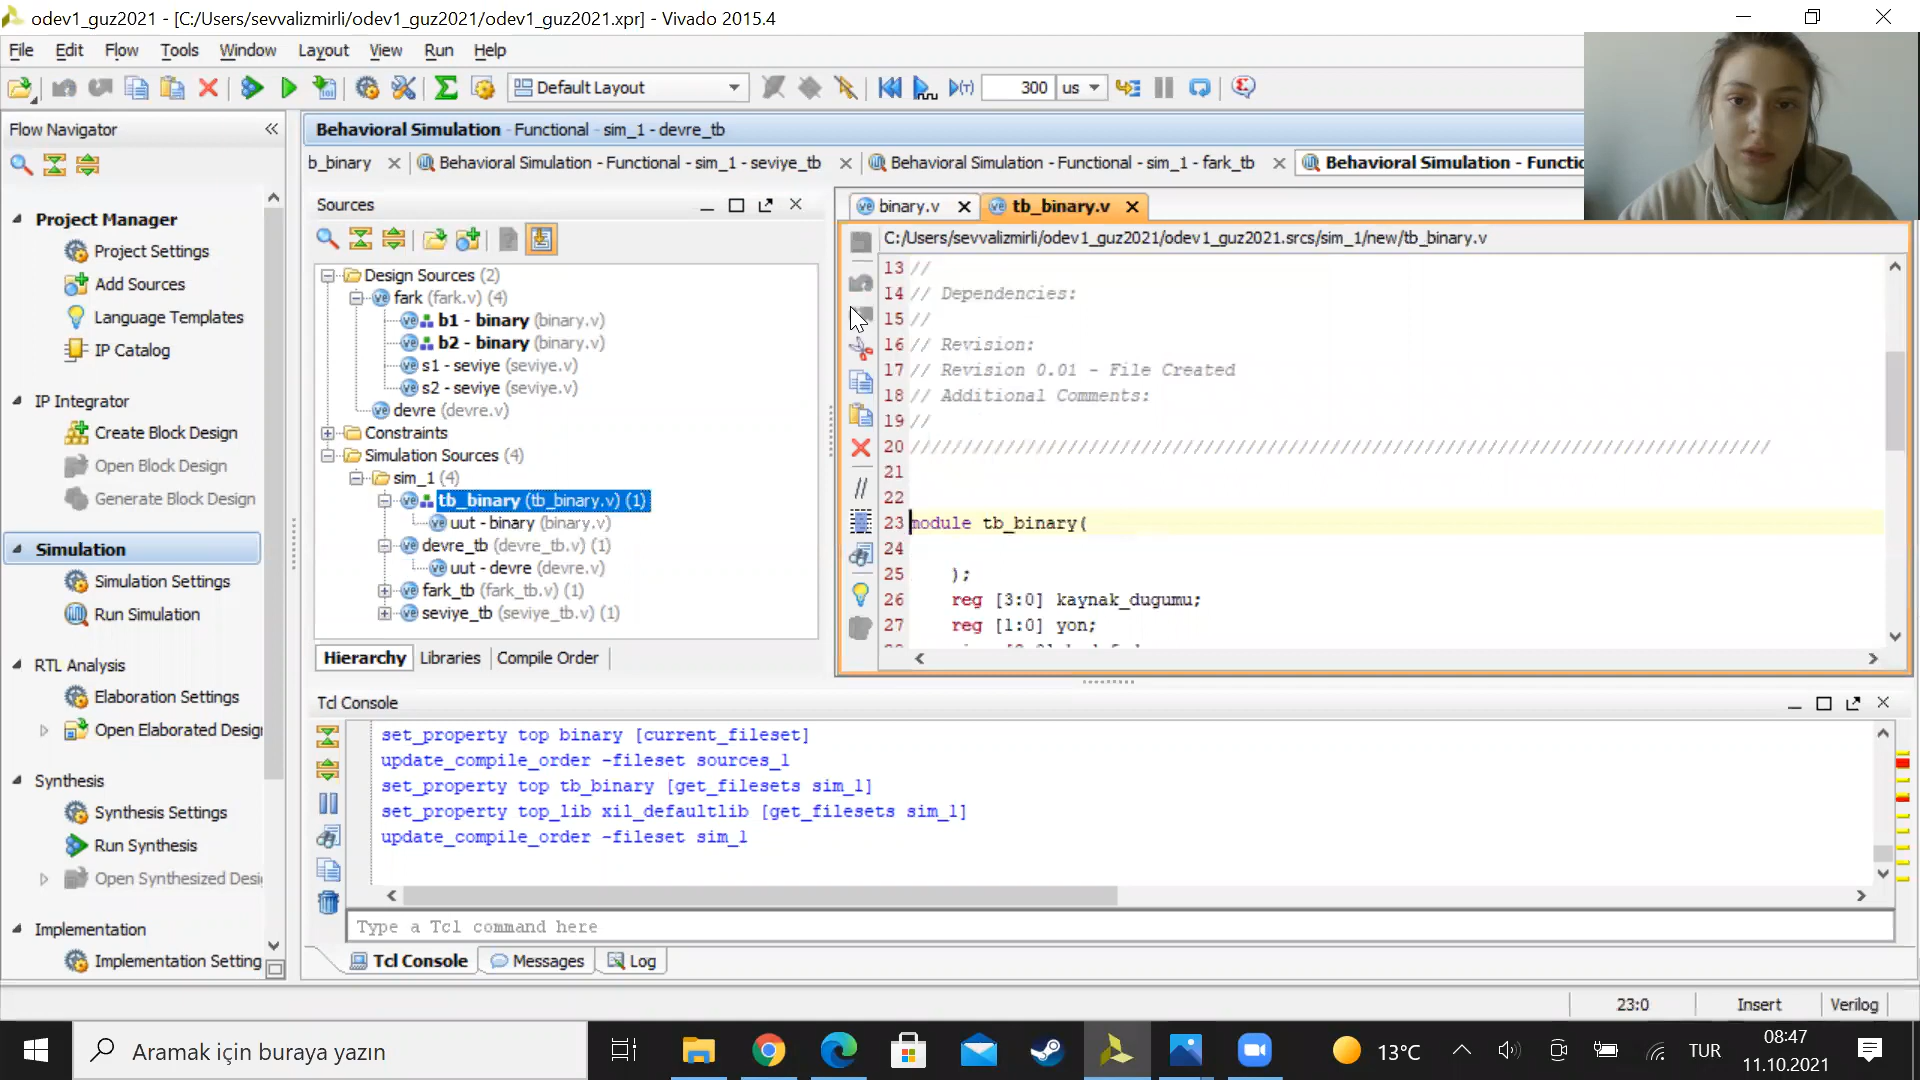 odev1_guz2021 - [C:/Users/sevvalizmirli/odev1_guz2021/odev1_guz2021.xpr] - Vivado 2015.4
File Edit Flow Tools Window Layout View Run Help
Default Layout 300 us
Flow Navigator
Project Manager
Project Settings
Add Sources
Language Templates
IP Catalog
IP Integrator
Create Block Design
Open Block Design
Generate Block Design
Simulation
Simulation Settings
Run Simulation
RTL Analysis
Elaboration Settings
Open Elaborated Desig
Synthesis
Synthesis Settings
Run Synthesis
Open Synthesized Desi
Implementation
Implementation Setting
Behavioral Simulation - Functional - sim_1 - devre_tb
b_binary Behavioral Simulation - Functional - sim_1 - seviye_tb Behavioral Simulation - Functional - sim_1 - fark_tb Behavioral Simulation - Functio
Sources
Design Sources (2)
fark (fark.v) (4)
b1 - binary (binary.v)
b2 - binary (binary.v)
s1 - seviye (seviye.v)
s2 - seviye (seviye.v)
devre (devre.v)
Constraints
Simulation Sources (4)
sim_1 (4)
tb_binary (tb_binary.v) (1)
uut - binary (binary.v)
devre_tb (devre_tb.v) (1)
uut - devre (devre.v)
fark_tb (fark_tb.v) (1)
seviye_tb (seviye_tb.v) (1)
Hierarchy Libraries Compile Order
binary.v tb_binary.v
C:/Users/sevvalizmirli/odev1_guz2021/odev1_guz2021.srcs/sim_1/new/tb_binary.v
13 //
14 // Dependencies:
15 //
16 // Revision:
17 // Revision 0.01 - File Created
18 // Additional Comments:
19 //
20 //////////////////////////////////////////////////////////////////////////////////
21
22
23 module tb_binary(
24
25 );
26 reg [3:0] kaynak_dugumu;
27 reg [1:0] yon;
Tcl Console
set_property top binary [current_fileset]
update_compile_order -fileset sources_1
set_property top tb_binary [get_filesets sim_1]
set_property top_lib xil_defaultlib [get_filesets sim_1]
update_compile_order -fileset sim_1
Type a Tcl command here
Tcl Console Messages Log
23:0 Insert Verilog
Aramak için buraya yazın
13°C TUR 08:47
11.10.2021